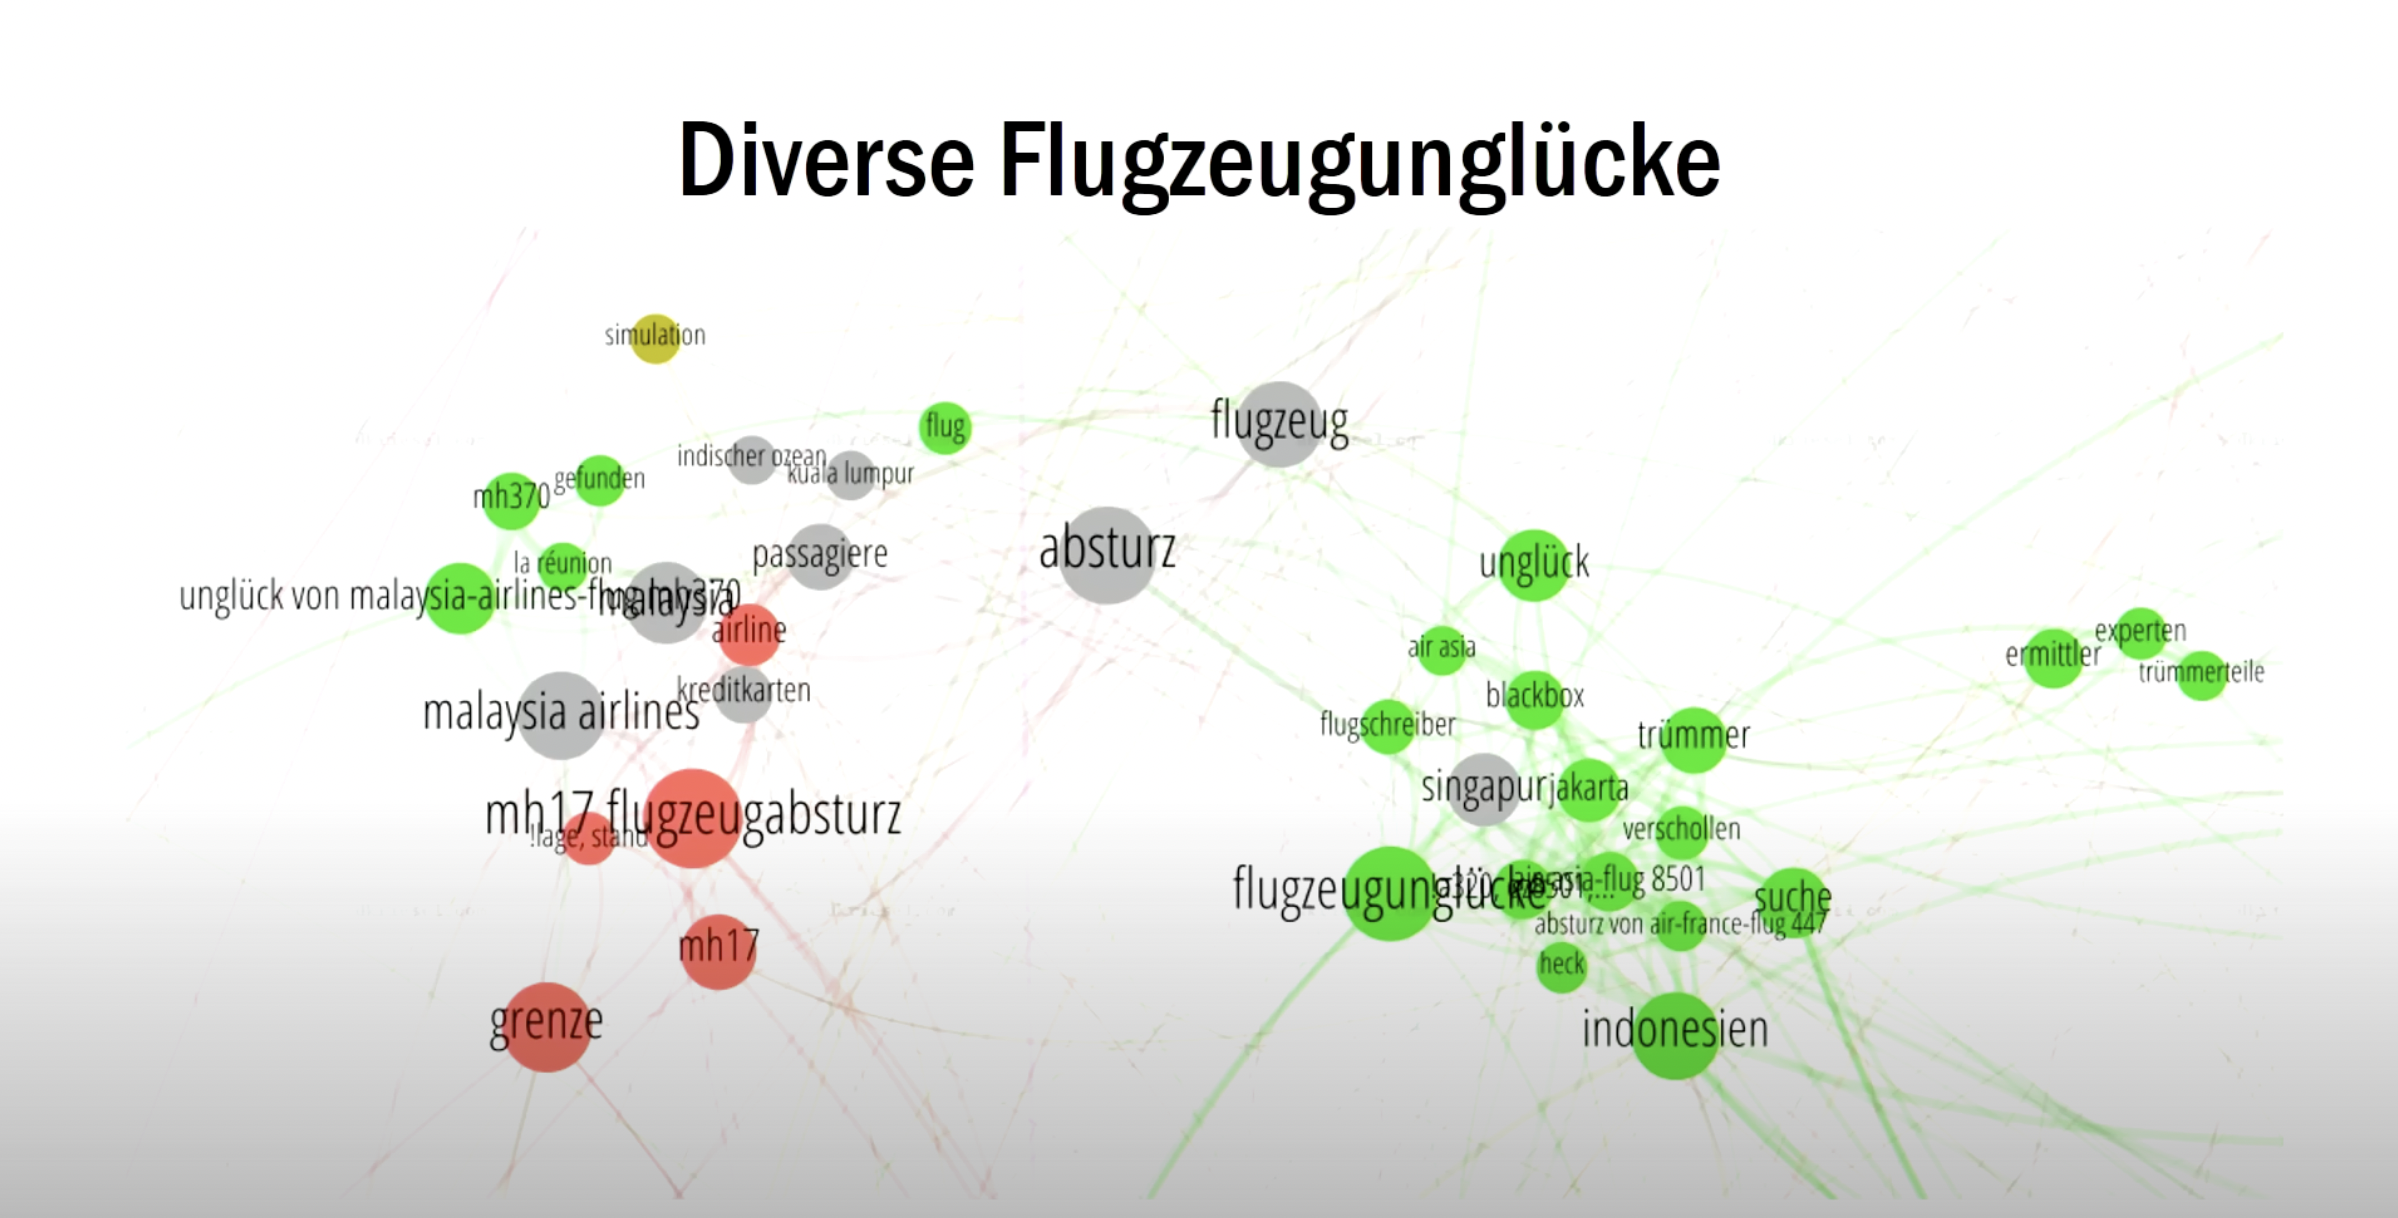 Diverse Flugzeugunglücke
simulation
flug
flugzeug
indischer ozean
kuala lumpur
gefunden
mh370
absturz
passagiere
la réunion
unglück
unglück von malaysia-airlines-flug mh370
malaysia
airline
air asia
experten
ermittler
trümmerteile
kreditkarten
blackbox
malaysia airlines
flugschreiber
trümmer
singapur
jakarta
mh17 flugzeugabsturz
!lage, stand
verschollen
flugzeugunglücke
air-asia-flug 8501
suche
absturz von air-france-flug 447
mh17
heck
grenze
indonesien